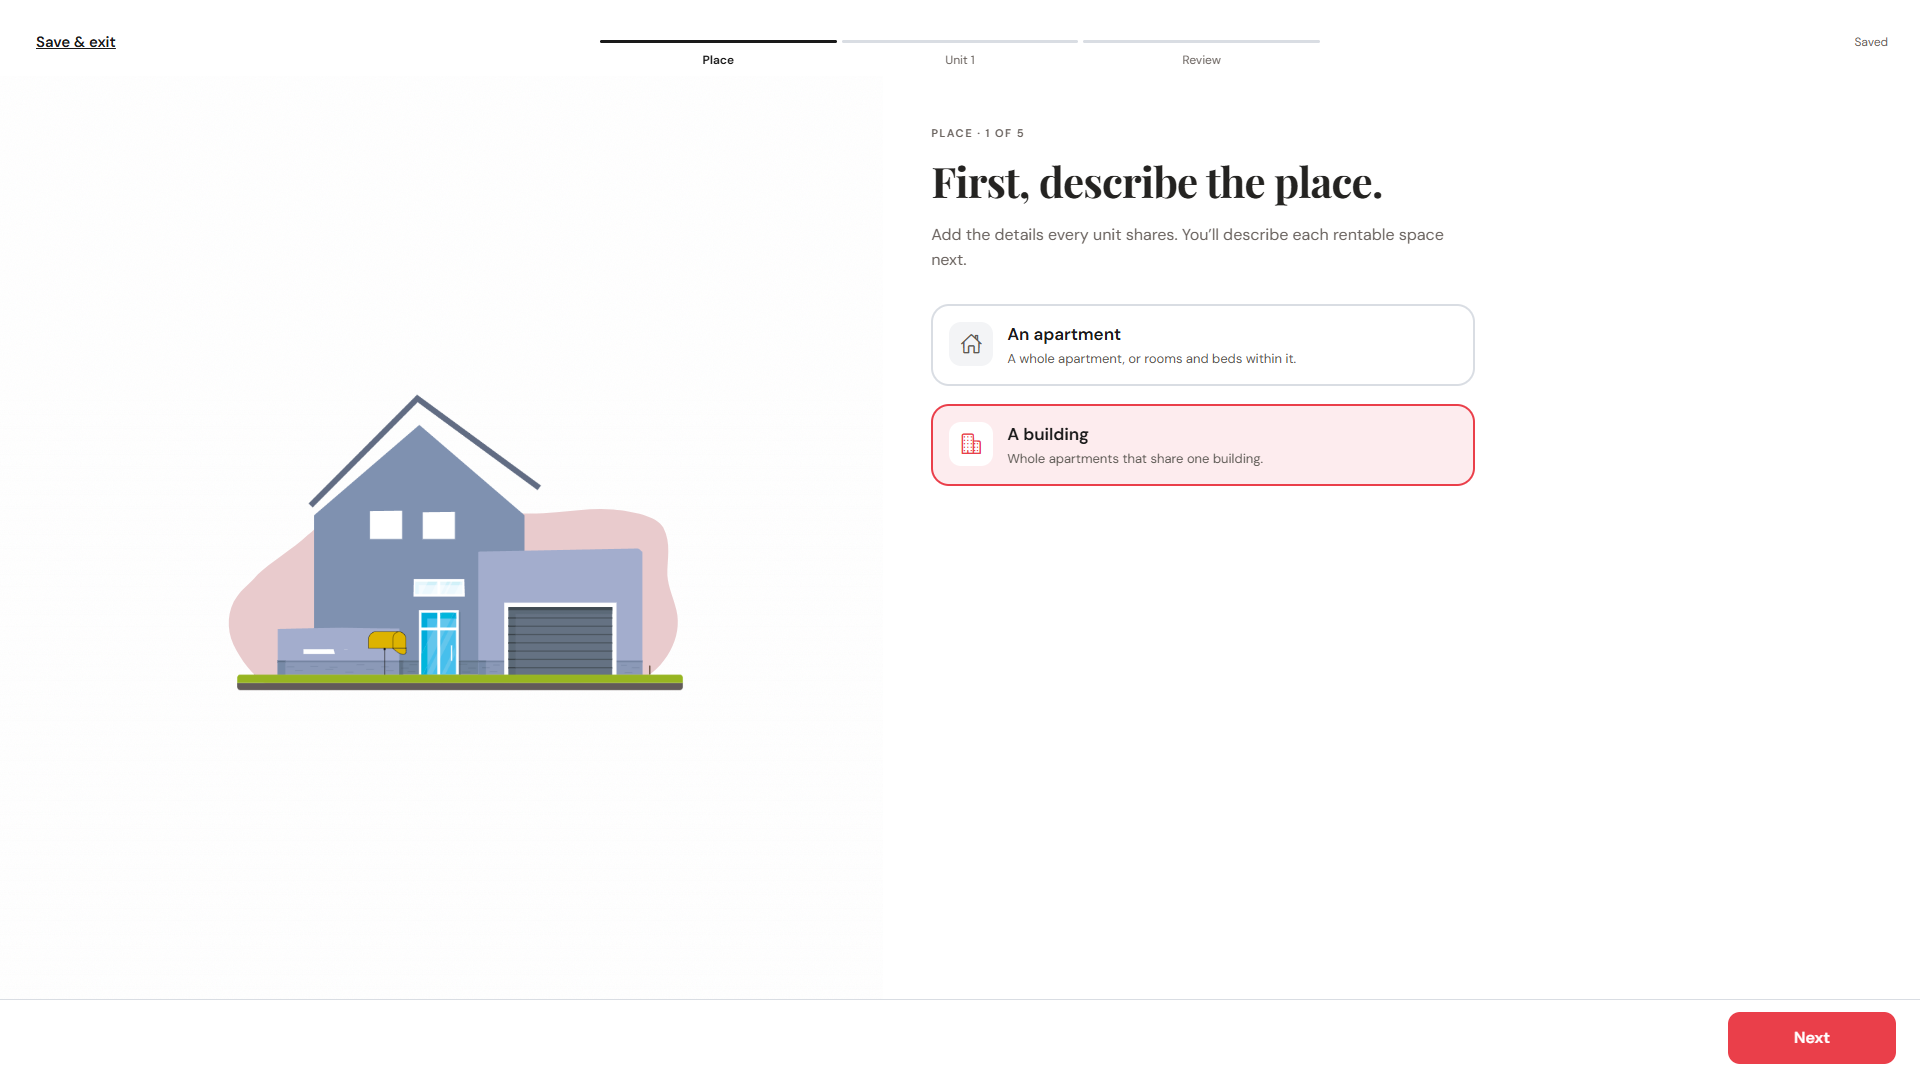 Save & exit
Place
Unit 1
Review
Saved
PLACE · 1 OF 5
First, describe the place.
Add the details every unit shares. You’ll describe each rentable space
next.
An apartment
A whole apartment, or rooms and beds within it.
A building
Whole apartments that share one building.
Next